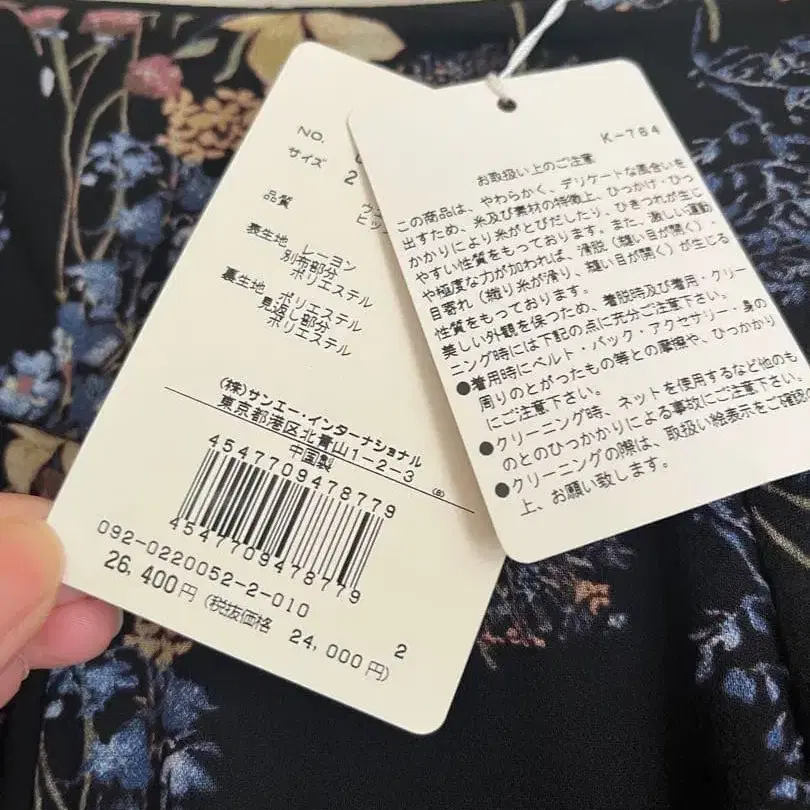 NO.
サイズ 2
品質
表生地 レーヨン
別布部分
ポリエステル
裏生地 ポリエステル
見返し部分
ポリエステル
(株)サンエー・インターナショナル
東京都港区北青山1-2-3
中国製
4547709478779
4547709478779
092-0220052-2-010
2
26,400円(税抜価格 24,000円)
K-764
お取扱い上のご注意
この商品は、やわらかく、デリケートな風合いを
出すため、糸及び素材の特徴上、ひっかけ・ひっ
かかりにより糸がとびだしたり、ひきつれが生じ
やすい性質をもっております。また、激しい運動
や極度な力が加われば、滑脱(縫い目が開く)・
目寄れ(織り糸が滑り、縫い目が開く)が生じる
性質をもっております。
美しい外観を保つため、着脱時及び着用・クリー
ニング時には下記の点に充分ご注意下さい。
●着用時にベルト・バック・アクセサリー・身の
周りのとがったもの等との摩擦や、ひっかかり
にご注意下さい。
●クリーニング時、ネットを使用するなど他のも
のとのひっかかりによる事故にご注意下さい。
●クリーニングの際は、取扱い絵表示をご確認の
上、お願い致します。